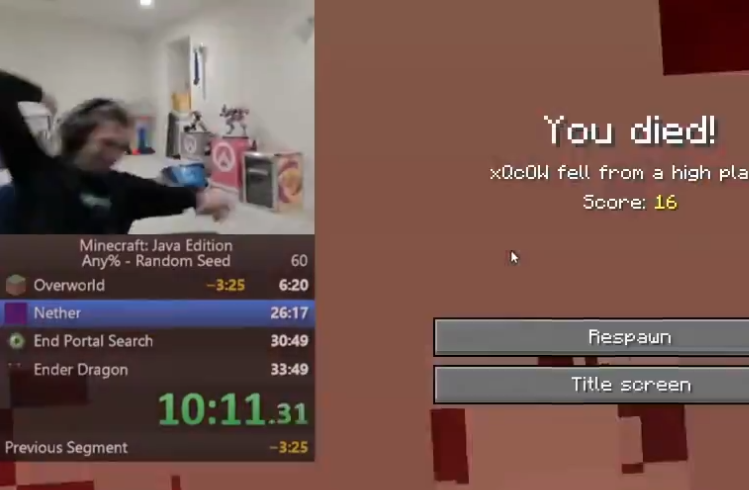 You died!
xQcOW fell from a high pla
Score: 16
Minecraft: Java Edition
Any% - Random Seed 60
Overworld −3:25 6:20
Nether 26:17
End Portal Search 30:49
Ender Dragon 33:49
10:11.31
Previous Segment −3:25
Respawn
Title screen